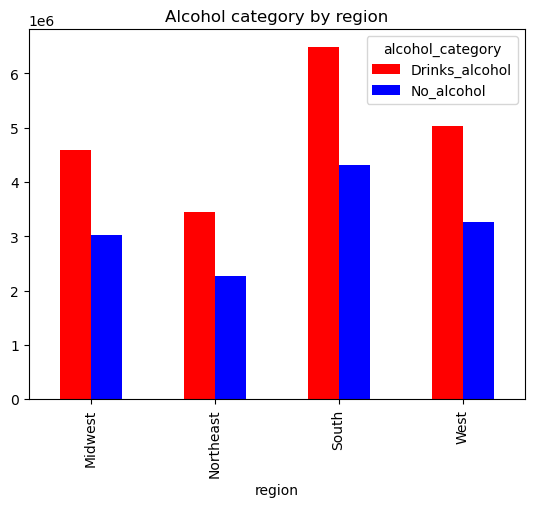 Alcohol category by region
1e6
alcohol_category
Drinks_alcohol
No_alcohol
6
5
4
3
2
1
0
Midwest
Northeast
South
West
region